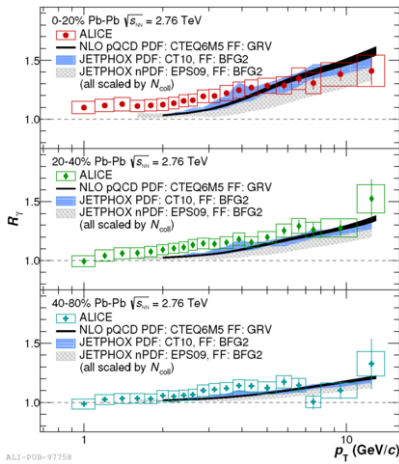 0-20% Pb-Pb √sNN = 2.76 TeV
ALICE
NLO pQCD PDF: CTEQ6M5 FF: GRV
JETPHOX PDF: CT10, FF: BFG2
JETPHOX nPDF: EPS09, FF: BFG2
(all scaled by Ncoll)
1.5
1.0
20-40% Pb-Pb √sNN = 2.76 TeV
ALICE
NLO pQCD PDF: CTEQ6M5 FF: GRV
JETPHOX PDF: CT10, FF: BFG2
JETPHOX nPDF: EPS09, FF: BFG2
(all scaled by Ncoll)
Rγ
1.5
1.0
40-80% Pb-Pb √sNN = 2.76 TeV
ALICE
NLO pQCD PDF: CTEQ6M5 FF: GRV
JETPHOX PDF: CT10, FF: BFG2
JETPHOX nPDF: EPS09, FF: BFG2
(all scaled by Ncoll)
1.5
1.0
1 10
pT (GeV/c)
ALI-PUB-97758